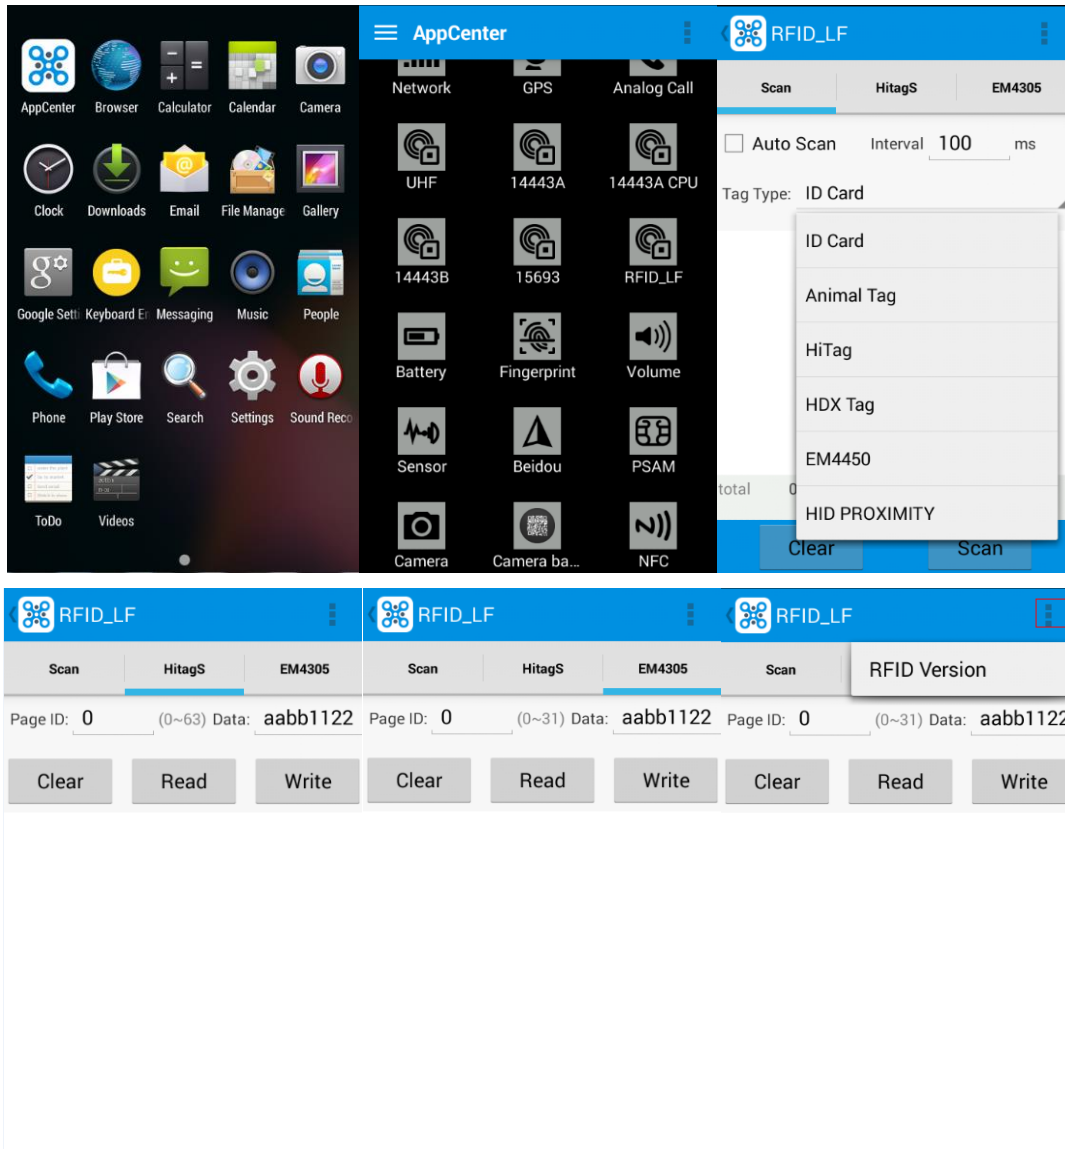 AppCenter Browser Calculator Calendar Camera
Clock Downloads Email File Manage Gallery
Google Setti Keyboard En Messaging Music People
Phone Play Store Search Settings Sound Reco
ToDo Videos
AppCenter
Network GPS Analog Call
UHF 14443A 14443A CPU
14443B 15693 RFID_LF
Battery Fingerprint Volume
Sensor Beidou PSAM
Camera Camera ba... NFC
RFID_LF
Scan HitagS EM4305
Auto Scan Interval 100 ms
Tag Type: ID Card
ID Card
Animal Tag
HiTag
HDX Tag
EM4450
HID PROXIMITY
total 0
Clear Scan
RFID_LF
Scan HitagS EM4305
Page ID: 0 (0~63) Data: aabb1122
Clear Read Write
RFID_LF
Scan HitagS EM4305
Page ID: 0 (0~31) Data: aabb1122
Clear Read Write
RFID_LF
Scan RFID Version
Page ID: 0 (0~31) Data: aabb1122
Clear Read Write